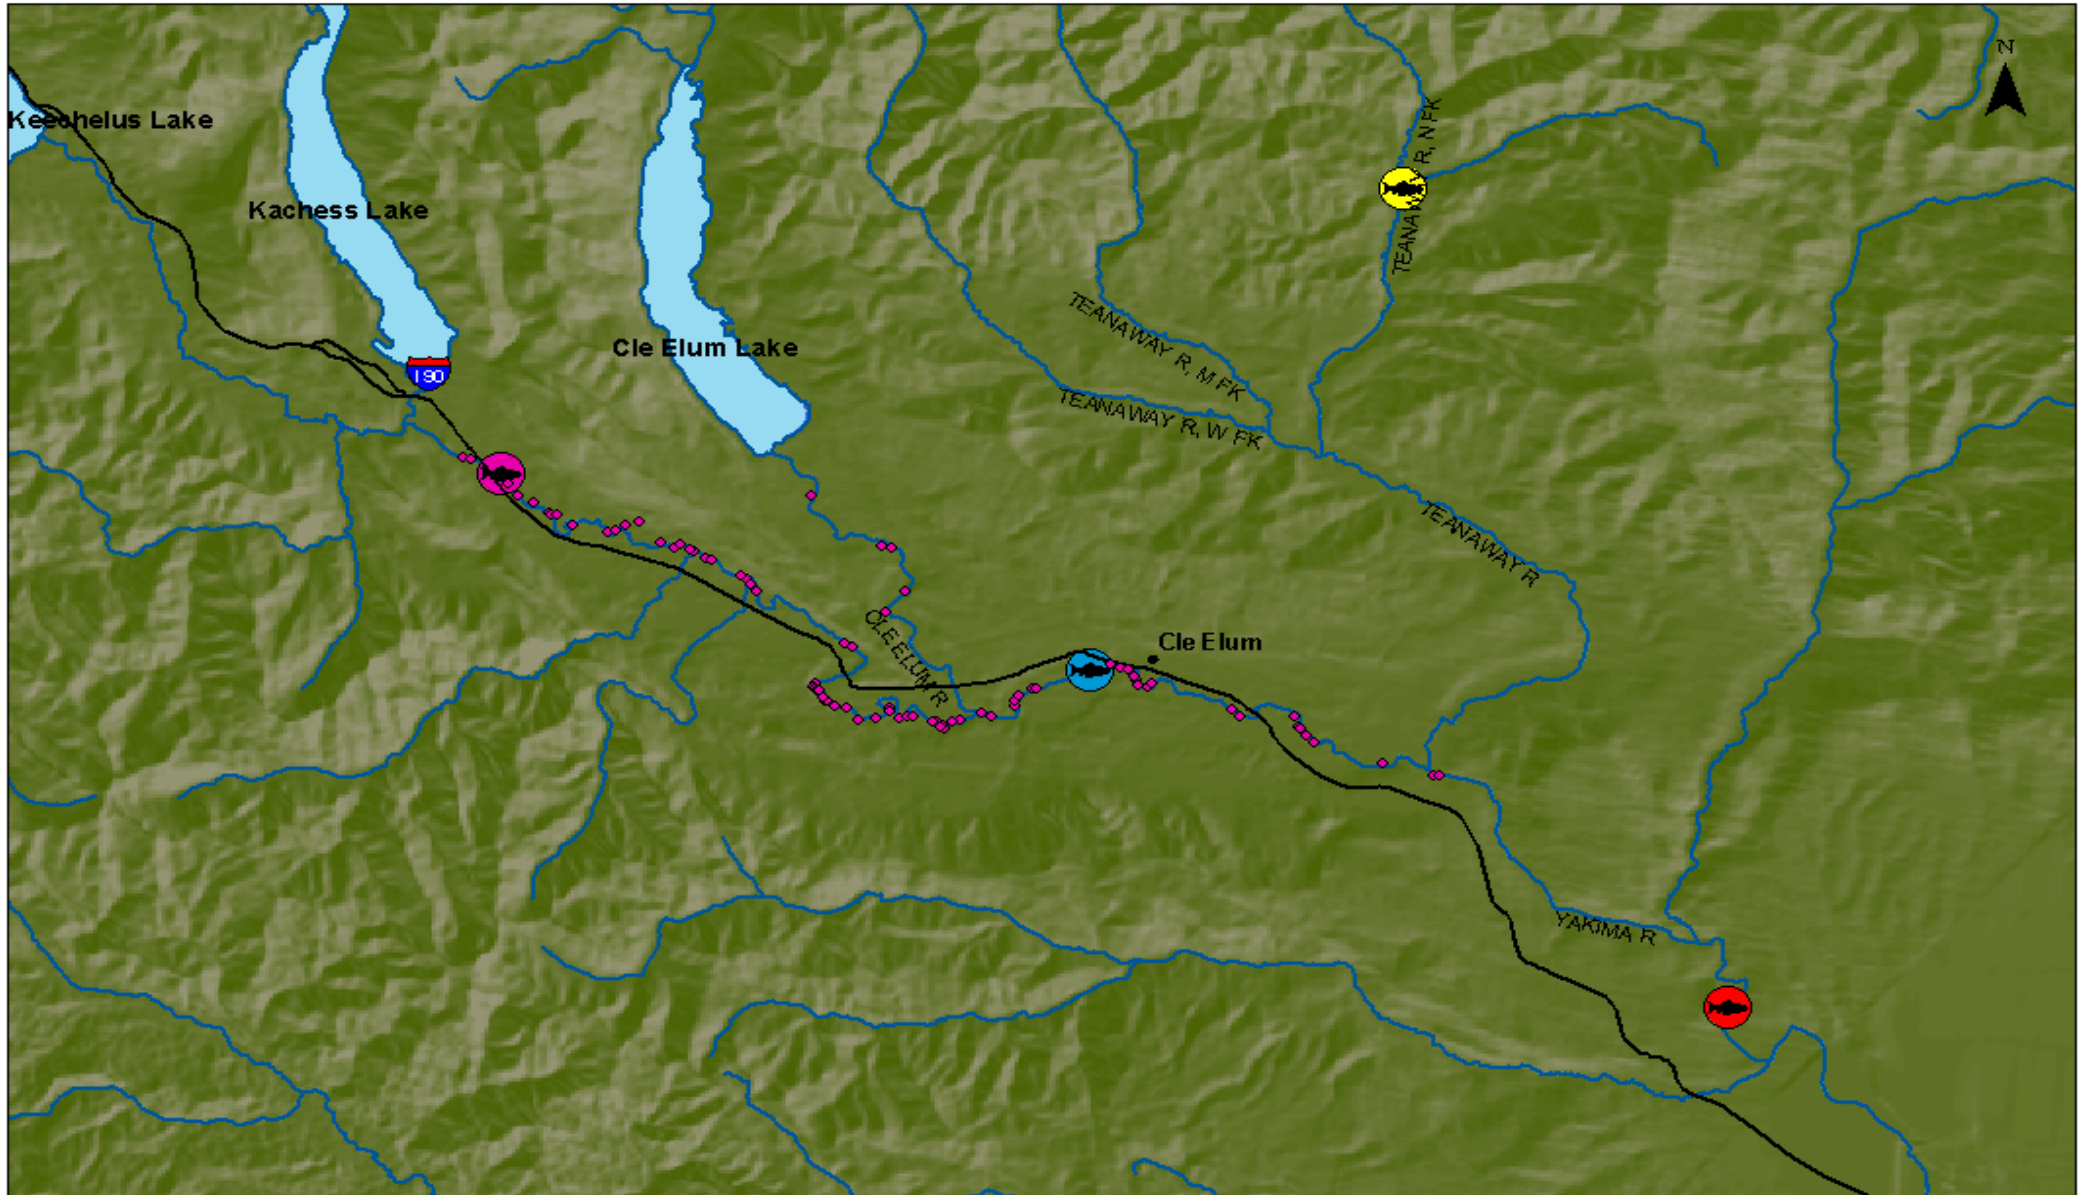 N
Keechelus Lake
TEANAWAY R, N FK
Kachess Lake
TEANAWAY R, M FK
Cle Elum Lake
I 90
TEANAWAY R, W FK
TEANAWAY R
CLE ELUM R
Cle Elum
YAKIMA R